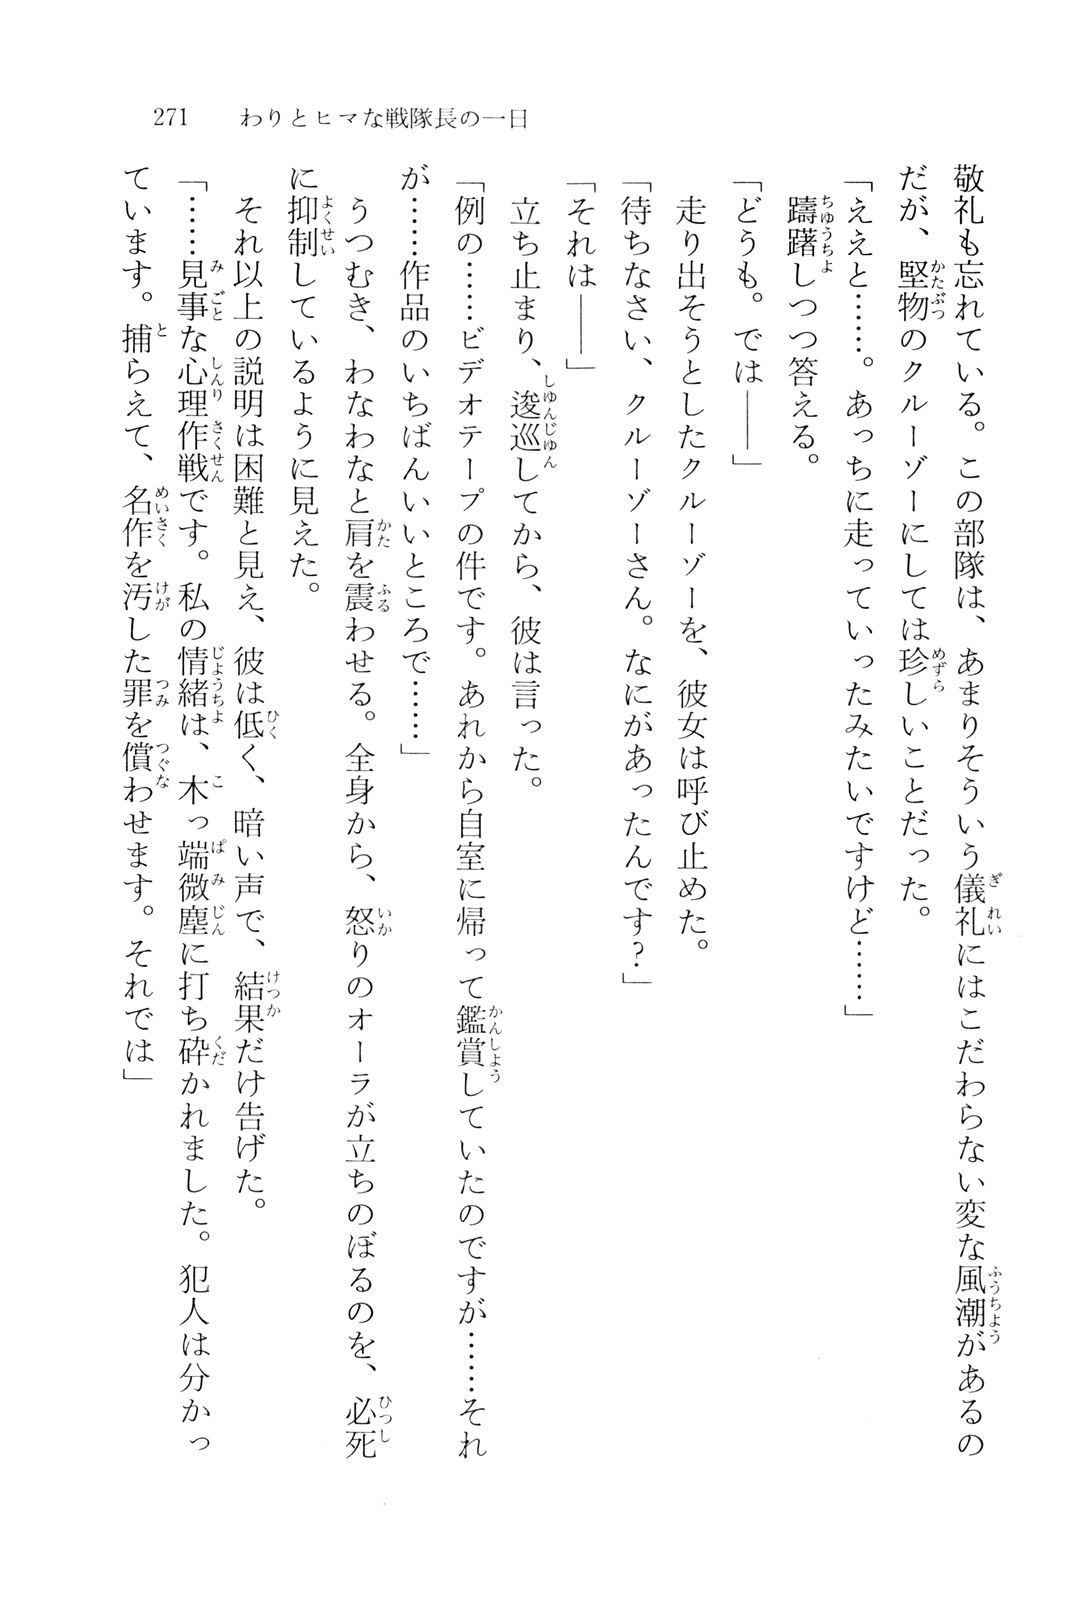 271　わりとヒマな戦隊長の一日
敬礼も忘れている。この部隊は、あまりそういう儀礼にはこだわらない変な風潮があるの
だが、堅物のクルーゾーにしては珍しいことだった。
「ええと……。あっちに走っていったみたいですけど……」
　躊躇しつつ答える。
「どうも。では――」
　走り出そうとしたクルーゾーを、彼女は呼び止めた。
「待ちなさい、クルーゾーさん。なにがあったんです？」
「それは――」
　立ち止まり、逡巡してから、彼は言った。
「例の……ビデオテープの件です。あれから自室に帰って鑑賞していたのですが……それ
が……作品のいちばんいいところで……」
　うつむき、わなわなと肩を震わせる。全身から、怒りのオーラが立ちのぼるのを、必死
に抑制しているように見えた。
　それ以上の説明は困難と見え、彼は低く、暗い声で、結果だけ告げた。
「……見事な心理作戦です。私の情緒は、木っ端微塵に打ち砕かれました。犯人は分かっ
ています。捕らえて、名作を汚した罪を償わせます。それでは」